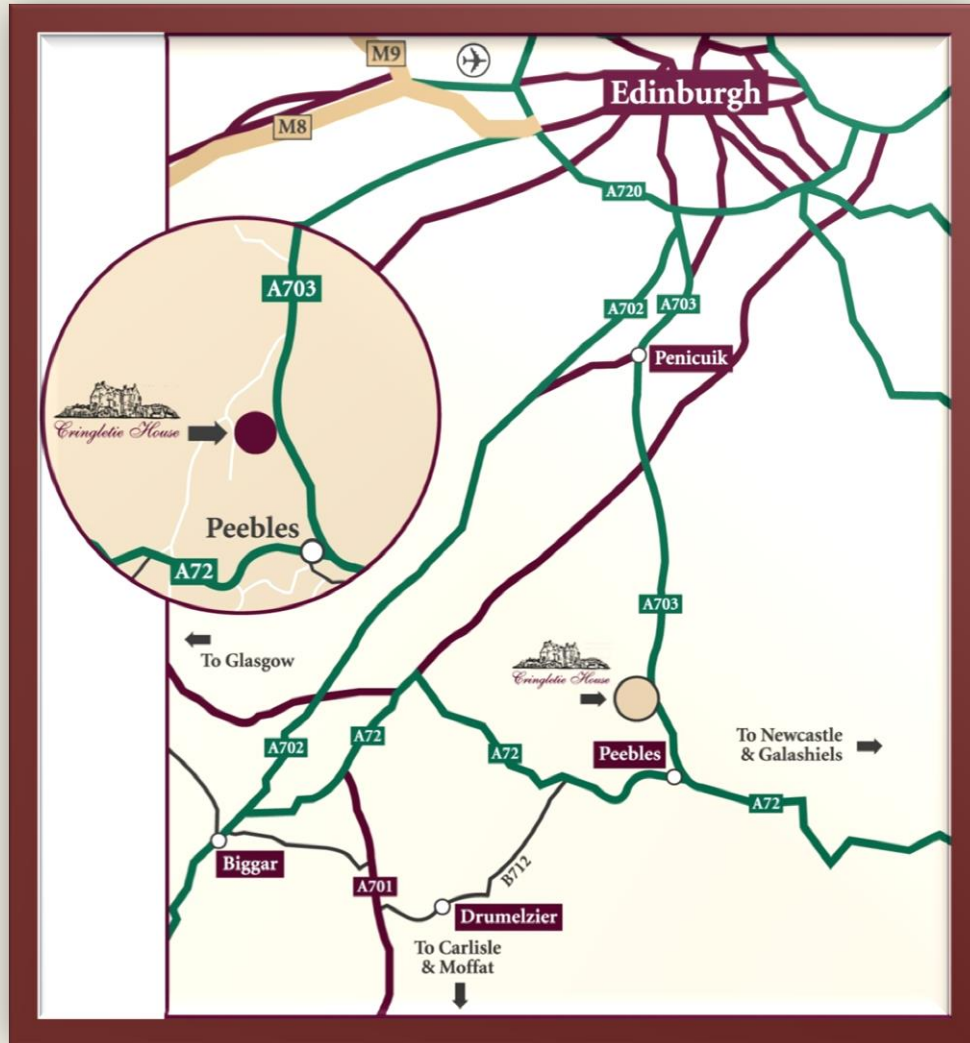 M9
M8
Edinburgh
A720
A703
A702
A703
Penicuik
Cringletie House
Peebles
A72
A703
To Glasgow
Cringletie House
A702
A72
A72
Peebles
To Newcastle
& Galashiels
A72
Biggar
A701
B712
Drumelzier
To Carlisle
& Moffat